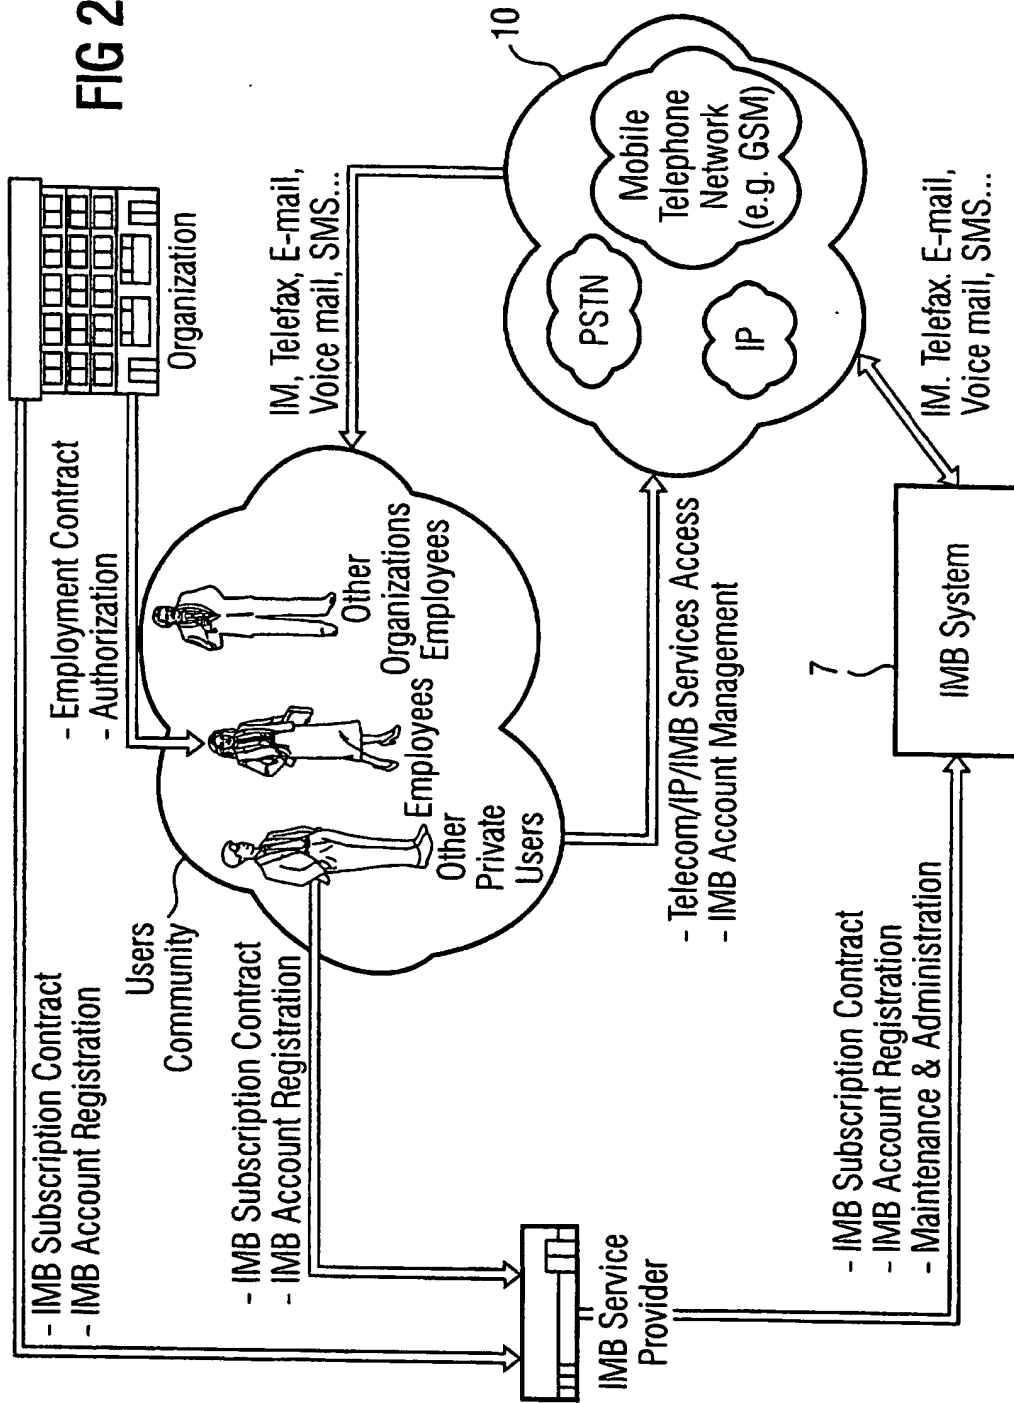 FIG 2
Organization
- IMB Subscription Contract
- IMB Account Registration
- Employment Contract
- Authorization
Users
Community
- IMB Subscription Contract
- IMB Account Registration
Other
Private
Users
Employees
Other
Organizations
Employees
IM, Telefax, E-mail,
Voice mail, SMS...
10
PSTN
IP
Mobile
Telephone
Network
(e.g. GSM)
- Telecom/IP/IMB Services Access
- IMB Account Management
IMB Service
Provider
- IMB Subscription Contract
- IMB Account Registration
- Maintenance & Administration
7
IMB System
IM. Telefax. E-mail,
Voice mail, SMS...